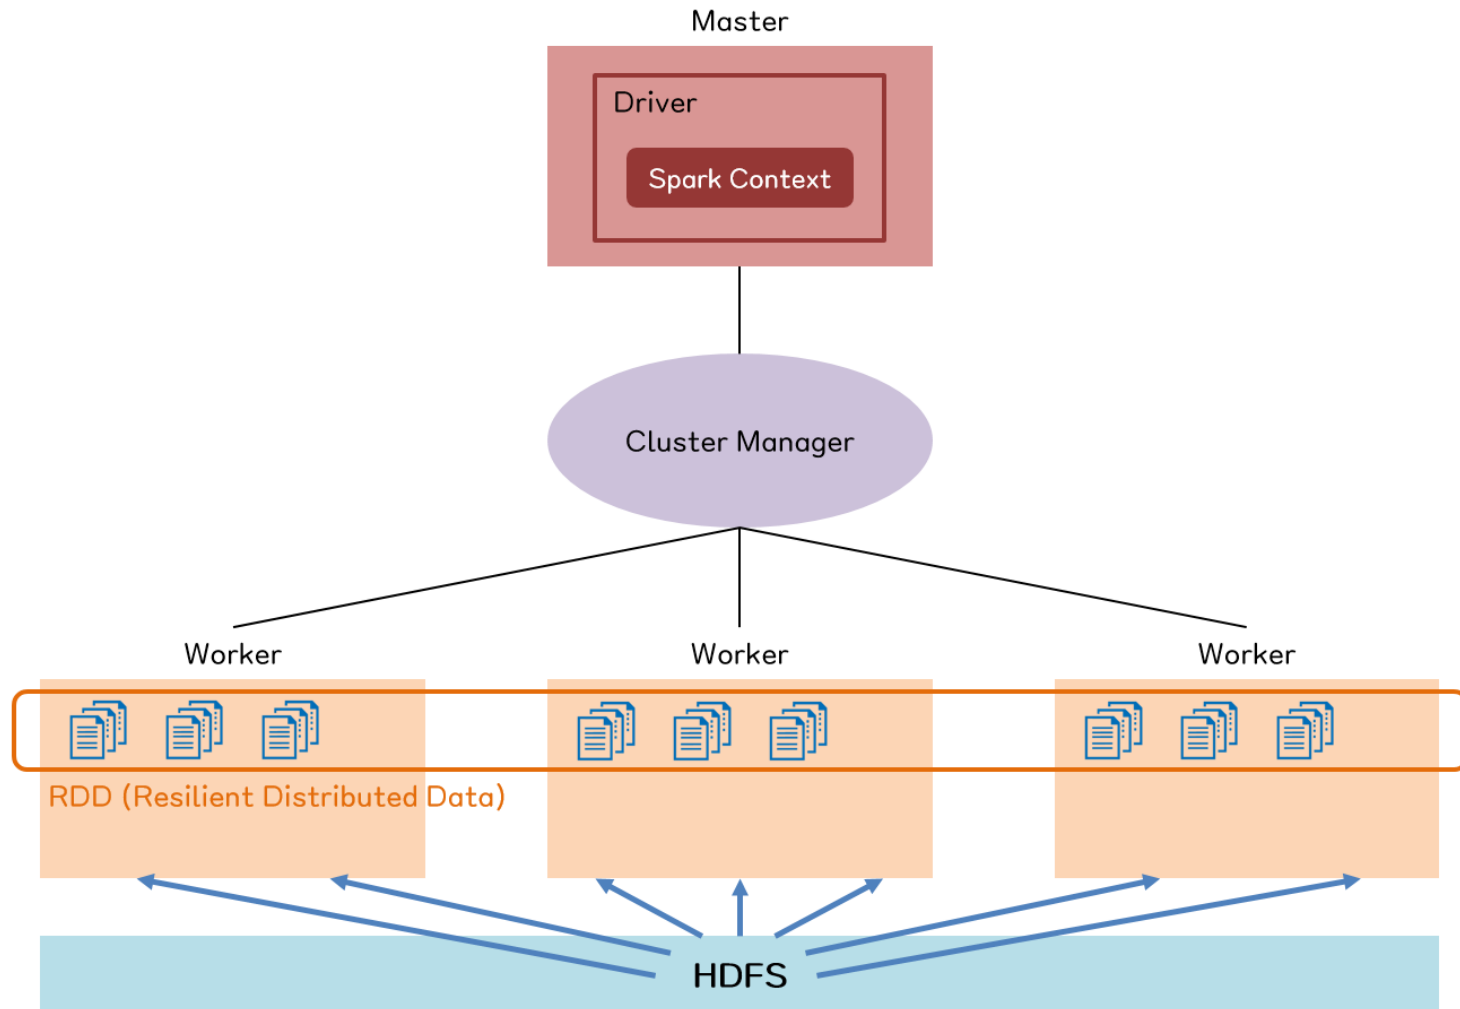 Master
Driver
Spark Context
Cluster Manager
Worker
Worker
Worker
RDD (Resilient Distributed Data)
HDFS